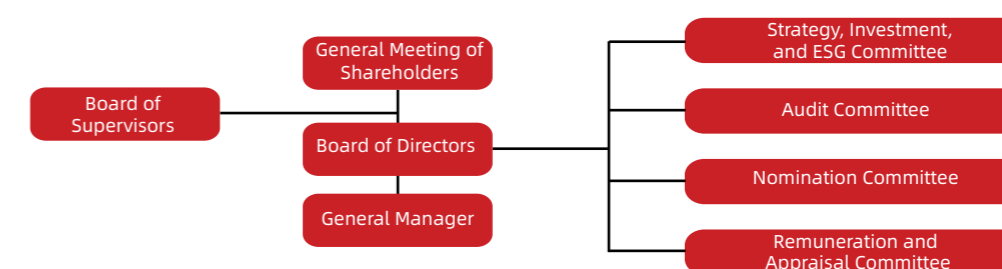 General Meeting of
Shareholders
Board of
Supervisors
Board of Directors
General Manager
Strategy, Investment,
and ESG Committee
Audit Committee
Nomination Committee
Remuneration and
Appraisal Committee